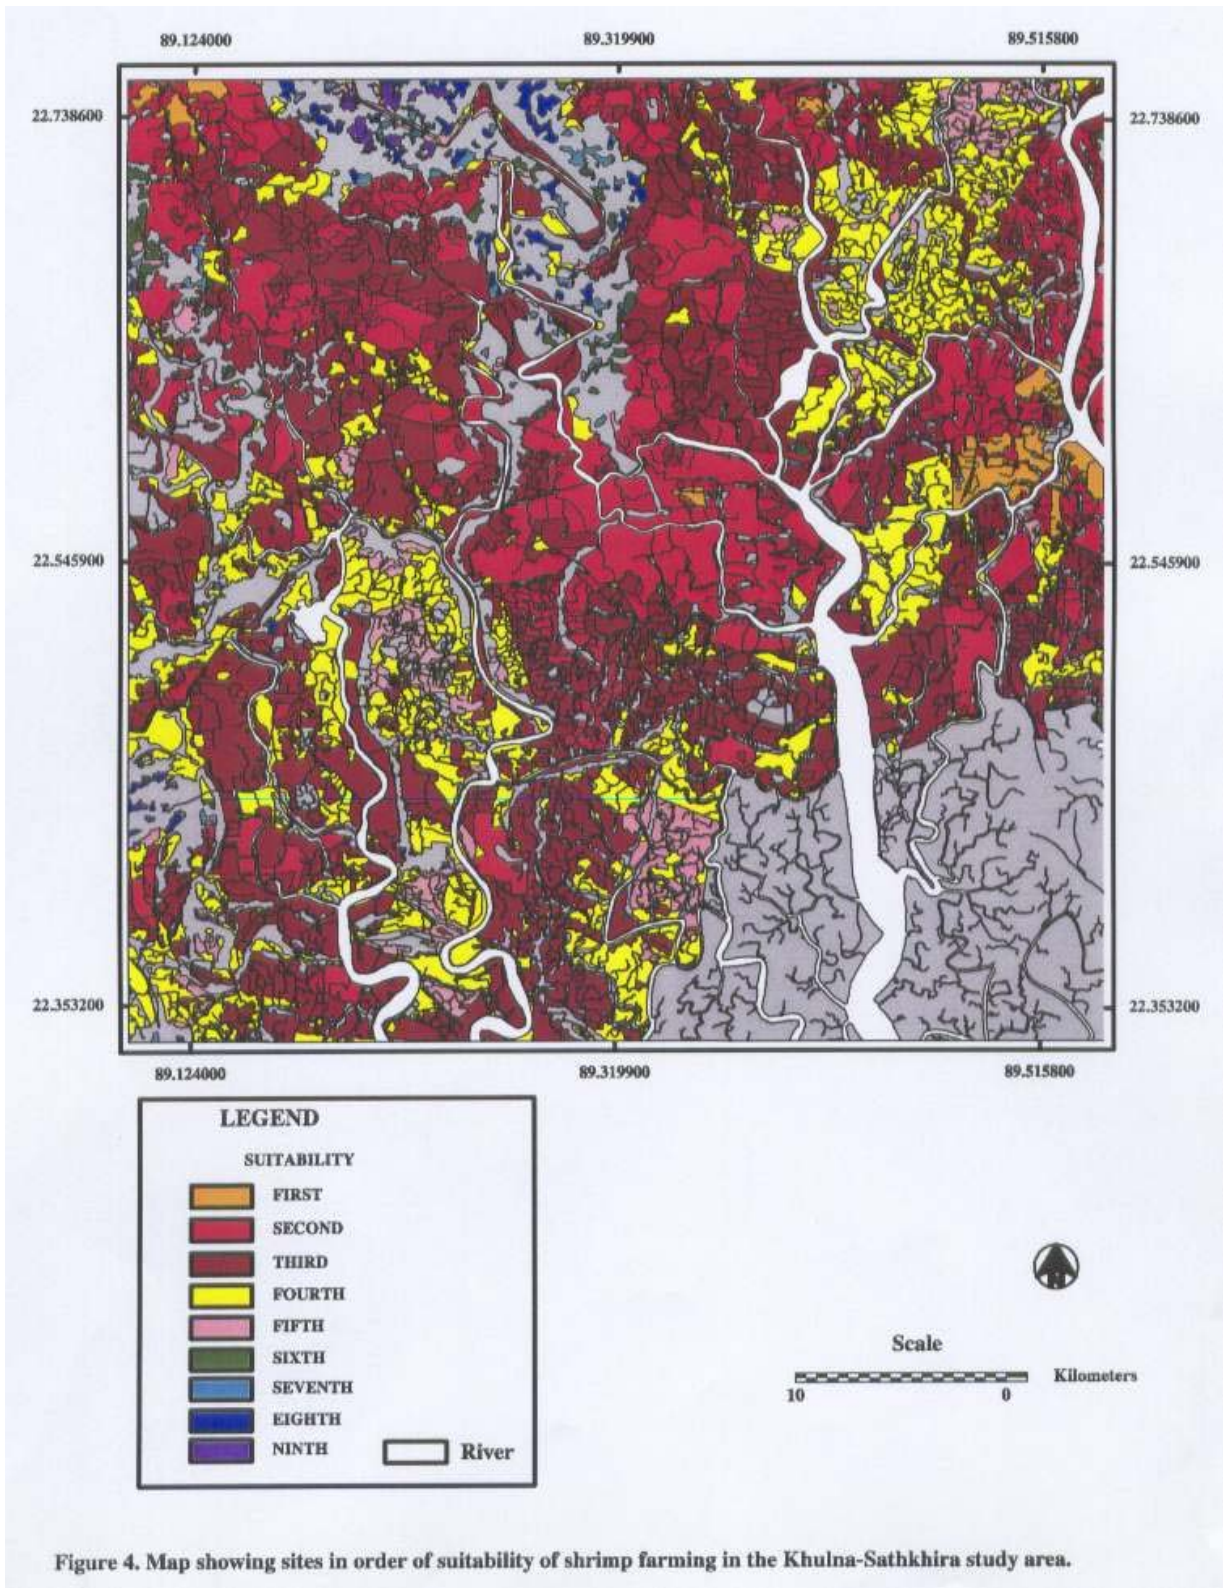 89.124000 89.319900 89.515800
22.738600 22.738600
22.545900 22.545900
22.353200 22.353200
89.124000 89.319900 89.515800
LEGEND
SUITABILITY
FIRST
SECOND
THIRD
FOURTH
FIFTH
SIXTH
SEVENTH
EIGHTH
NINTH
River
N
Scale
Kilometers
10 0
Figure 4. Map showing sites in order of suitability of shrimp farming in the Khulna-Sathkhira study area.